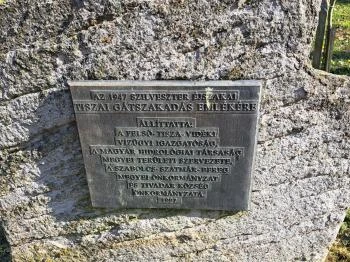 AZ 1947 SZILVESZTER ÉJSZAKAI
TISZAI GÁTSZAKADÁS EMLÉKÉRE
ÁLLÍTTATTA:
A FELSŐ-TISZA-VIDÉKI
VÍZÜGYI IGAZGATÓSÁG,
A MAGYAR HIDROLÓGIAI TÁRSASÁG
MEGYEI TERÜLETI SZERVEZETE,
A SZABOLCS-SZATMÁR-BEREG
MEGYEI ÖNKORMÁNYZAT
ÉS TIVADAR KÖZSÉG
ÖNKORMÁNYZATA
1997